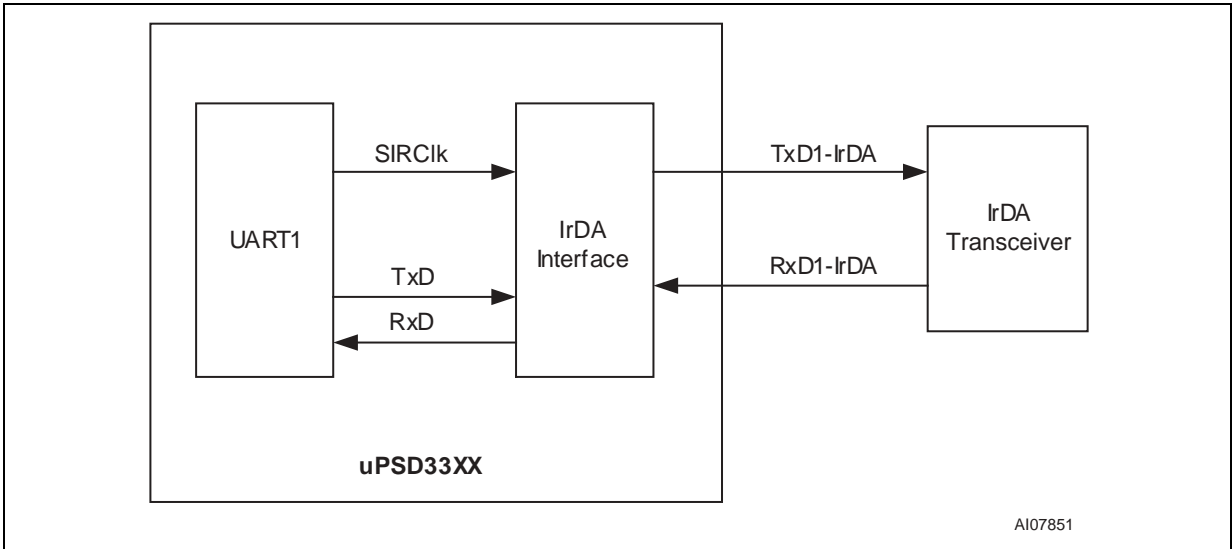 SIRClk
TxD1-IrDA
UART1
IrDA
Interface
IrDA
Transceiver
TxD
RxD1-IrDA
RxD
uPSD33XX
AI07851